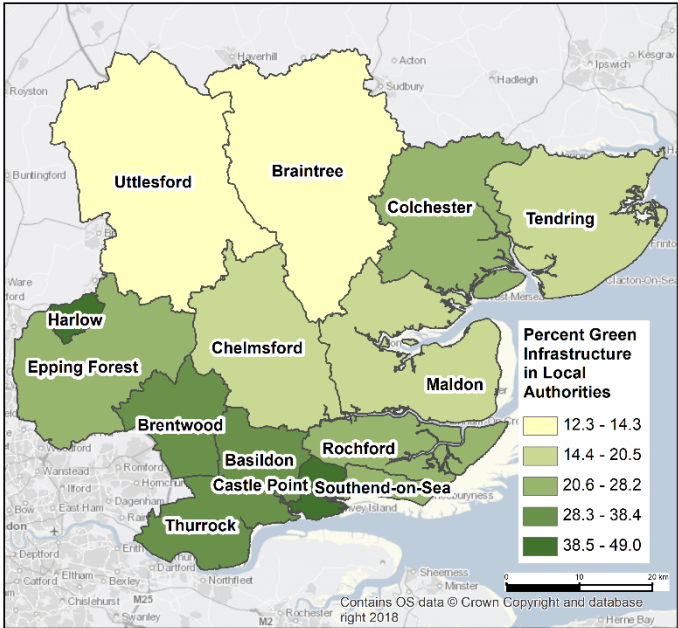 Haverhill
Acton
Kesgrave
Ipswich
Royston
Sudbury
Hadleigh
Uttlesford
Braintree
Buntingford
Colchester
Tendring
Frinton
Clacton-On-Sea
Ware
Harlow
Epping Forest
Chelmsford
Maldon
Brentwood
Rochford
Basildon
Castle Point
Southend-on-Sea
Thurrock
Percent Green
Infrastructure
in Local
Authorities
12.3 - 14.3
14.4 - 20.5
20.6 - 28.2
28.3 - 38.4
38.5 - 49.0
0
10
20 km
Wanstead
Romford
Ilford
Dagenham
Bow
East Ham
Deptford
Dartford
Eltham
Bexley
Northfleet
Catford
Chislehurst
M25
Swanley
M2
Rochester
Sheerness
Minster
Herne Bay
Contains OS data © Crown Copyright and database
right 2018